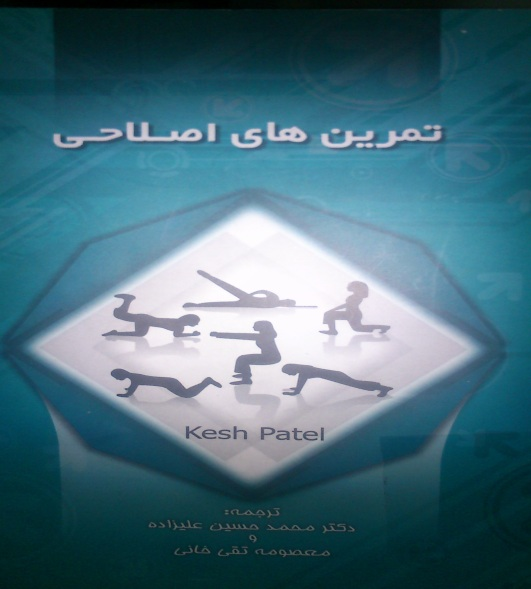 تمرین های اصلاحی
Kesh Patel
ترجمه:
دکتر محمد حسین علیزاده
و
معصومه تقی خانی